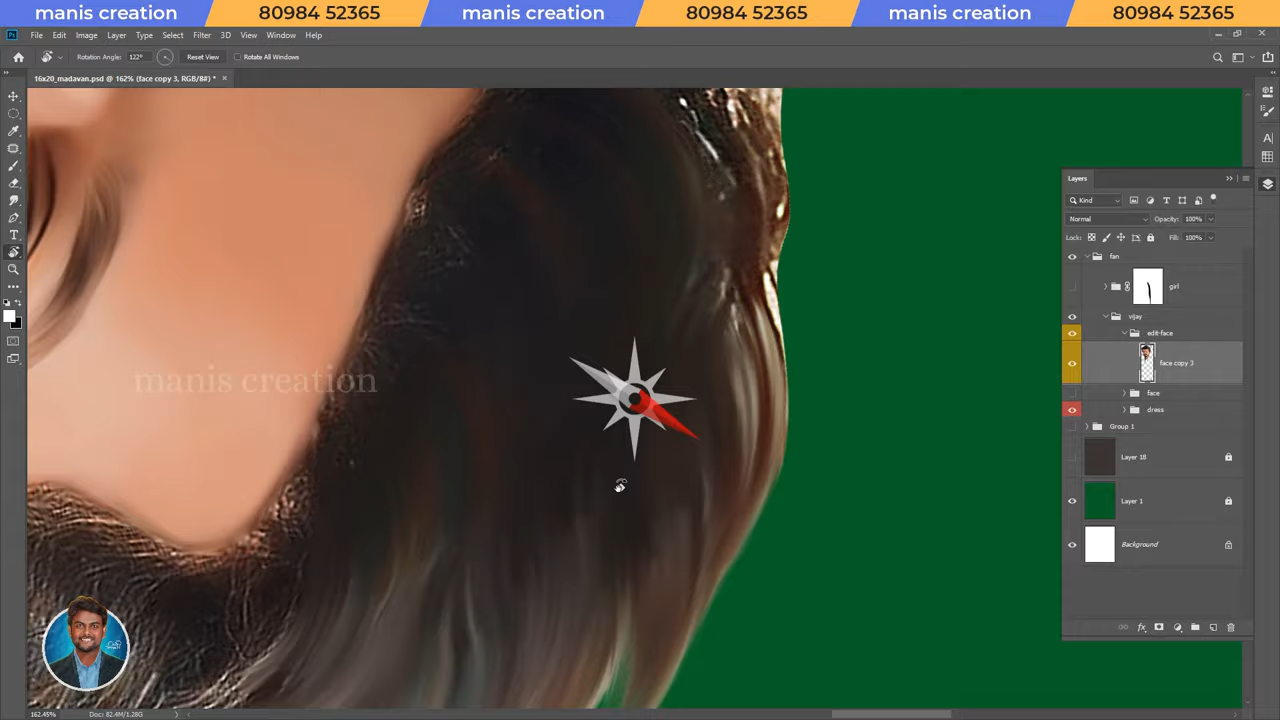 manis creation 80984 52365 manis creation 80984 52365 manis creation 80984 52365
Ps File Edit Image Layer Type Select Filter 3D View Window Help
Rotation Angle: 122° Reset View Rotate All Windows
16x20_madavan.psd @ 162% (face copy 3, RGB/8#) * ×
Layers
Kind
Normal Opacity: 100%
Lock: Fill: 100%
fan
girl
vijay
edit-face
face copy 3
face
dress
Group 1
Layer 18
Layer 1
Background
manis creation
162.45% Doc: 82.4M/1.28G